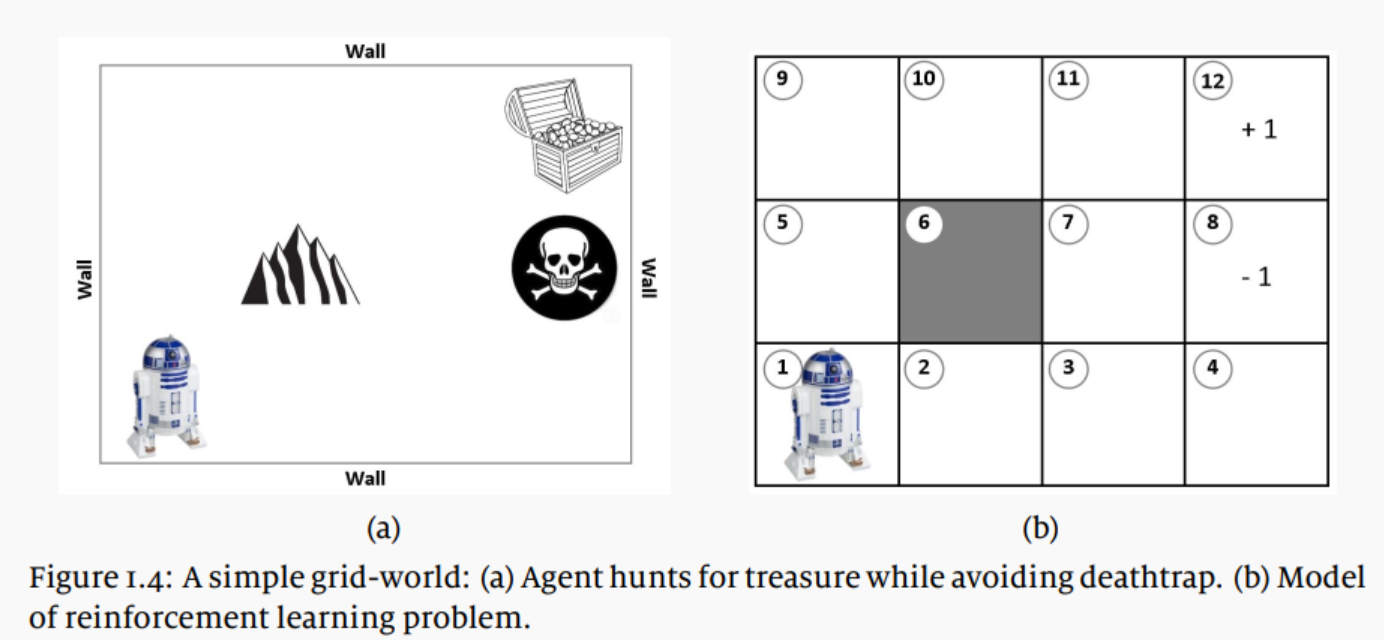 Wall
Wall
Wall
Wall
(a)
9
10
11
12
+ 1
5
6
7
8
- 1
1
2
3
4
(b)
Figure 1.4: A simple grid-world: (a) Agent hunts for treasure while avoiding deathtrap. (b) Model
of reinforcement learning problem.